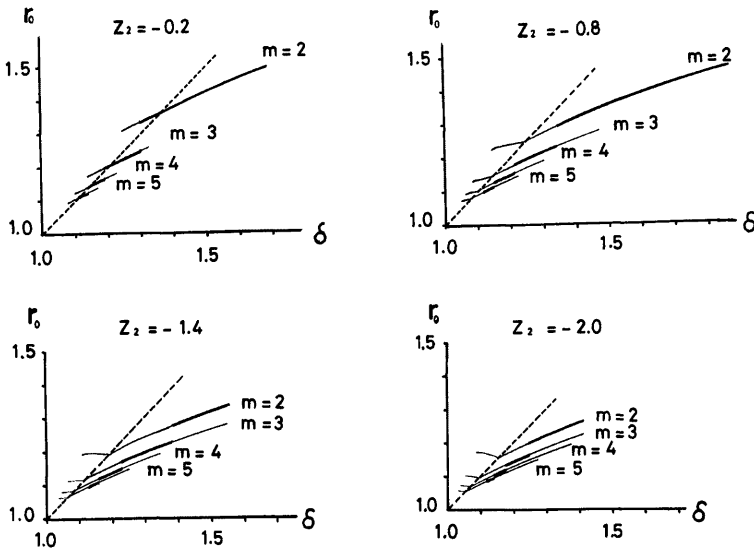 r₀
Z₂ = -0.2
1.5
m = 2
m = 3
m = 4
m = 5
1.0
1.0
1.5
δ
r₀
Z₂ = -0.8
1.5
m = 2
m = 3
m = 4
m = 5
1.0
1.0
1.5
δ
r₀
Z₂ = -1.4
1.5
m = 2
m = 3
m = 4
m = 5
1.0
1.0
1.5
δ
r₀
Z₂ = -2.0
1.5
m = 2
m = 3
m = 4
m = 5
1.0
1.0
1.5
δ